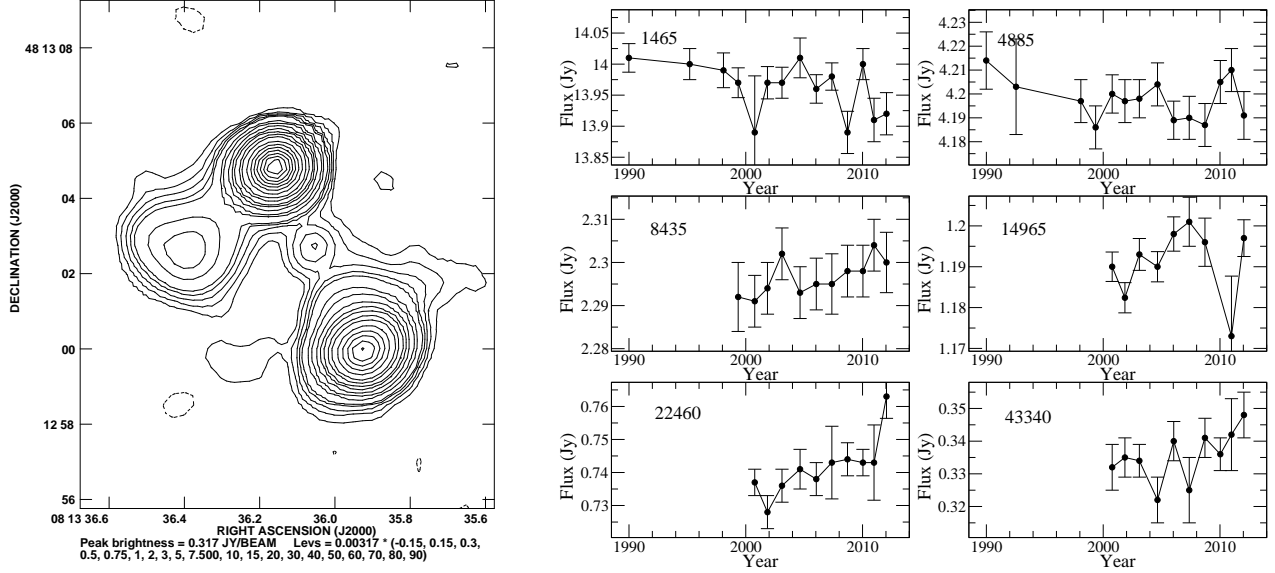 48 13 08
06
04
02
00
12 58
56
DECLINATION (J2000)
08 13 36.6 36.4 36.2 36.0 35.8 35.6
RIGHT ASCENSION (J2000)
Peak brightness = 0.317 JY/BEAM Levs = 0.00317 * (-0.15, 0.15, 0.3,
0.5, 0.75, 1, 2, 3, 5, 7.500, 10, 15, 20, 30, 40, 50, 60, 70, 80, 90)
1465
14.05
14
13.95
13.9
13.85
Flux (Jy)
1990 2000 2010
Year
4885
4.23
4.22
4.21
4.2
4.19
4.18
Flux (Jy)
1990 2000 2010
Year
8435
2.31
2.3
2.29
2.28
Flux (Jy)
1990 2000 2010
Year
14965
1.2
1.19
1.18
1.17
Flux (Jy)
1990 2000 2010
Year
22460
0.76
0.75
0.74
0.73
Flux (Jy)
1990 2000 2010
Year
43340
0.35
0.34
0.33
0.32
Flux (Jy)
1990 2000 2010
Year